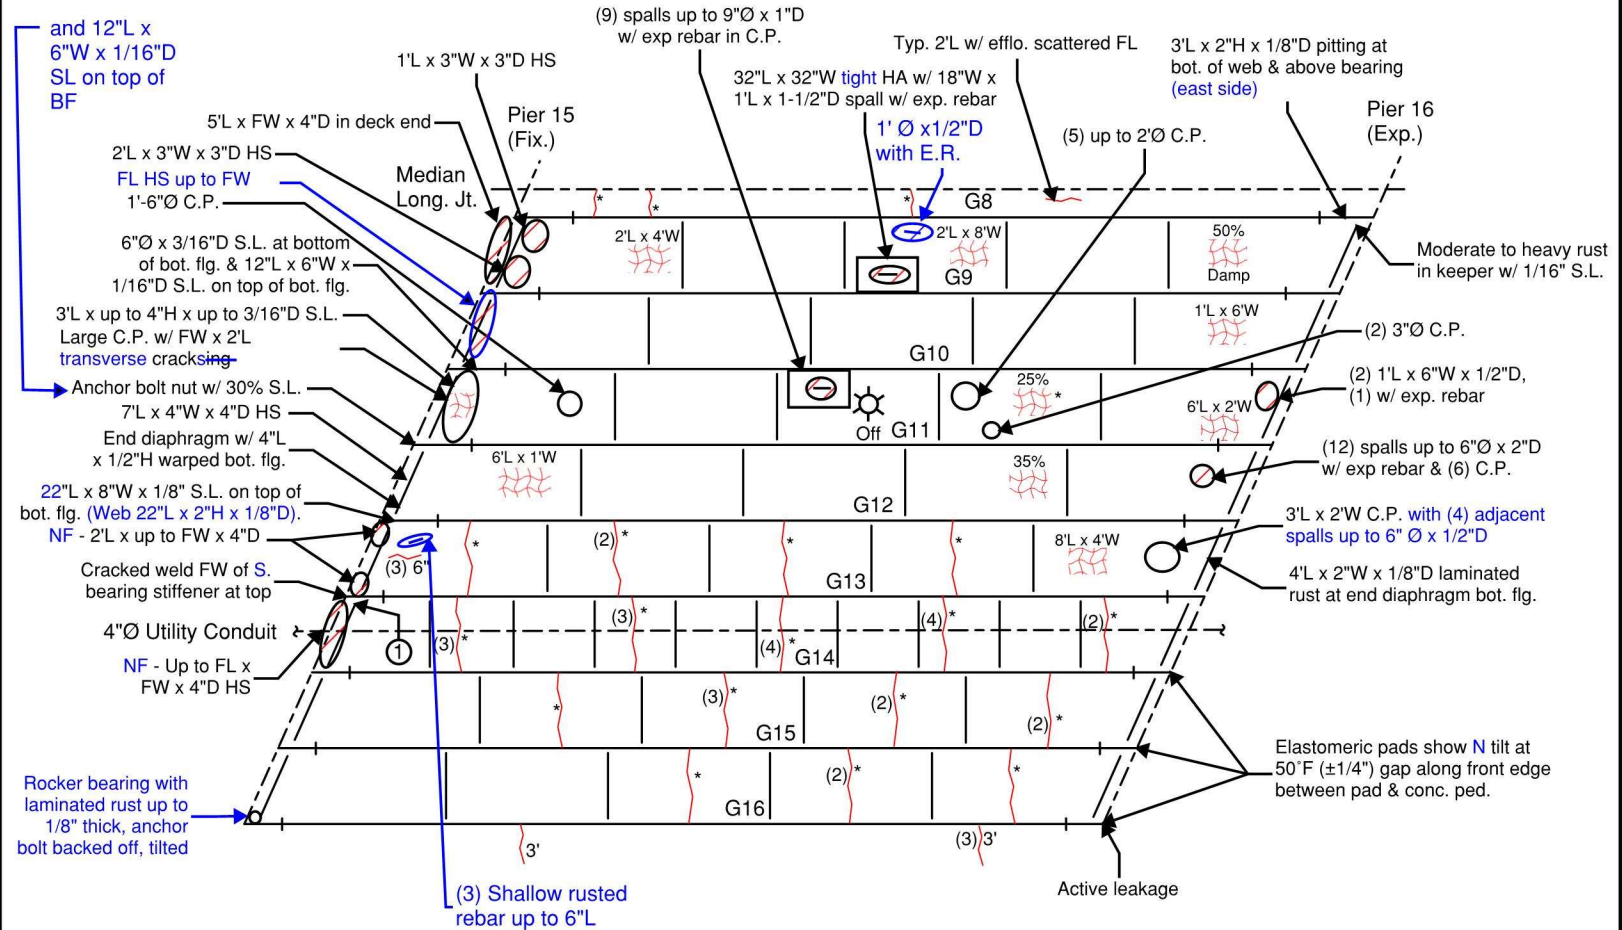 and 12"L x
6"W x 1/16"D
SL on top of
BF
(9) spalls up to 9"Ø x 1"D
w/ exp rebar in C.P.
1'L x 3"W x 3"D HS
Typ. 2'L w/ efflo. scattered FL
32"L x 32"W tight HA w/ 18"W x
1'L x 1-1/2"D spall w/ exp. rebar
1' Ø x1/2"D
with E.R.
3'L x 2"H x 1/8"D pitting at
bot. of web & above bearing
(east side)
Pier 15
(Fix.)
Pier 16
(Exp.)
(5) up to 2'Ø C.P.
5'L x FW x 4"D in deck end
2'L x 3"W x 3"D HS
FL HS up to FW
1'-6"Ø C.P.
Median
Long. Jt.
6"Ø x 3/16"D S.L. at bottom
of bot. flg. & 12"L x 6"W x
1/16"D S.L. on top of bot. flg.
3'L x up to 4"H x up to 3/16"D S.L.
Large C.P. w/ FW x 2'L
transverse cracksing
Anchor bolt nut w/ 30% S.L.
7'L x 4"W x 4"D HS
End diaphragm w/ 4"L
x 1/2"H warped bot. flg.
22"L x 8"W x 1/8" S.L. on top of
bot. flg. (Web 22"L x 2"H x 1/8"D).
NF - 2'L x up to FW x 4"D
Cracked weld FW of S.
bearing stiffener at top
4"Ø Utility Conduit
NF - Up to FL x
FW x 4"D HS
Rocker bearing with
laminated rust up to
1/8" thick, anchor
bolt backed off, tilted
* * * G8
2'L x 4'W
2'L x 8'W
50%
Damp
G9
Moderate to heavy rust
in keeper w/ 1/16" S.L.
1'L x 6'W
G10
(2) 3"Ø C.P.
25%
*
6'L x 2'W
Off G11
(2) 1'L x 6"W x 1/2"D,
(1) w/ exp. rebar
6'L x 1'W
35%
G12
(12) spalls up to 6"Ø x 2"D
w/ exp rebar & (6) C.P.
* (2) * * *
8'L x 4'W
(3) 6"
G13
3'L x 2'W C.P. with (4) adjacent
spalls up to 6" Ø x 1/2"D
4'L x 2"W x 1/8"D laminated
rust at end diaphragm bot. flg.
(3) * (4) * (2) *
1 (3) * (4) * G14
(3) * (2) *
* (2) *
G15
* (2) * *
G16
Elastomeric pads show N tilt at
50°F (±1/4") gap along front edge
between pad & conc. ped.
3' (3) 3'
Active leakage
(3) Shallow rusted
rebar up to 6"L